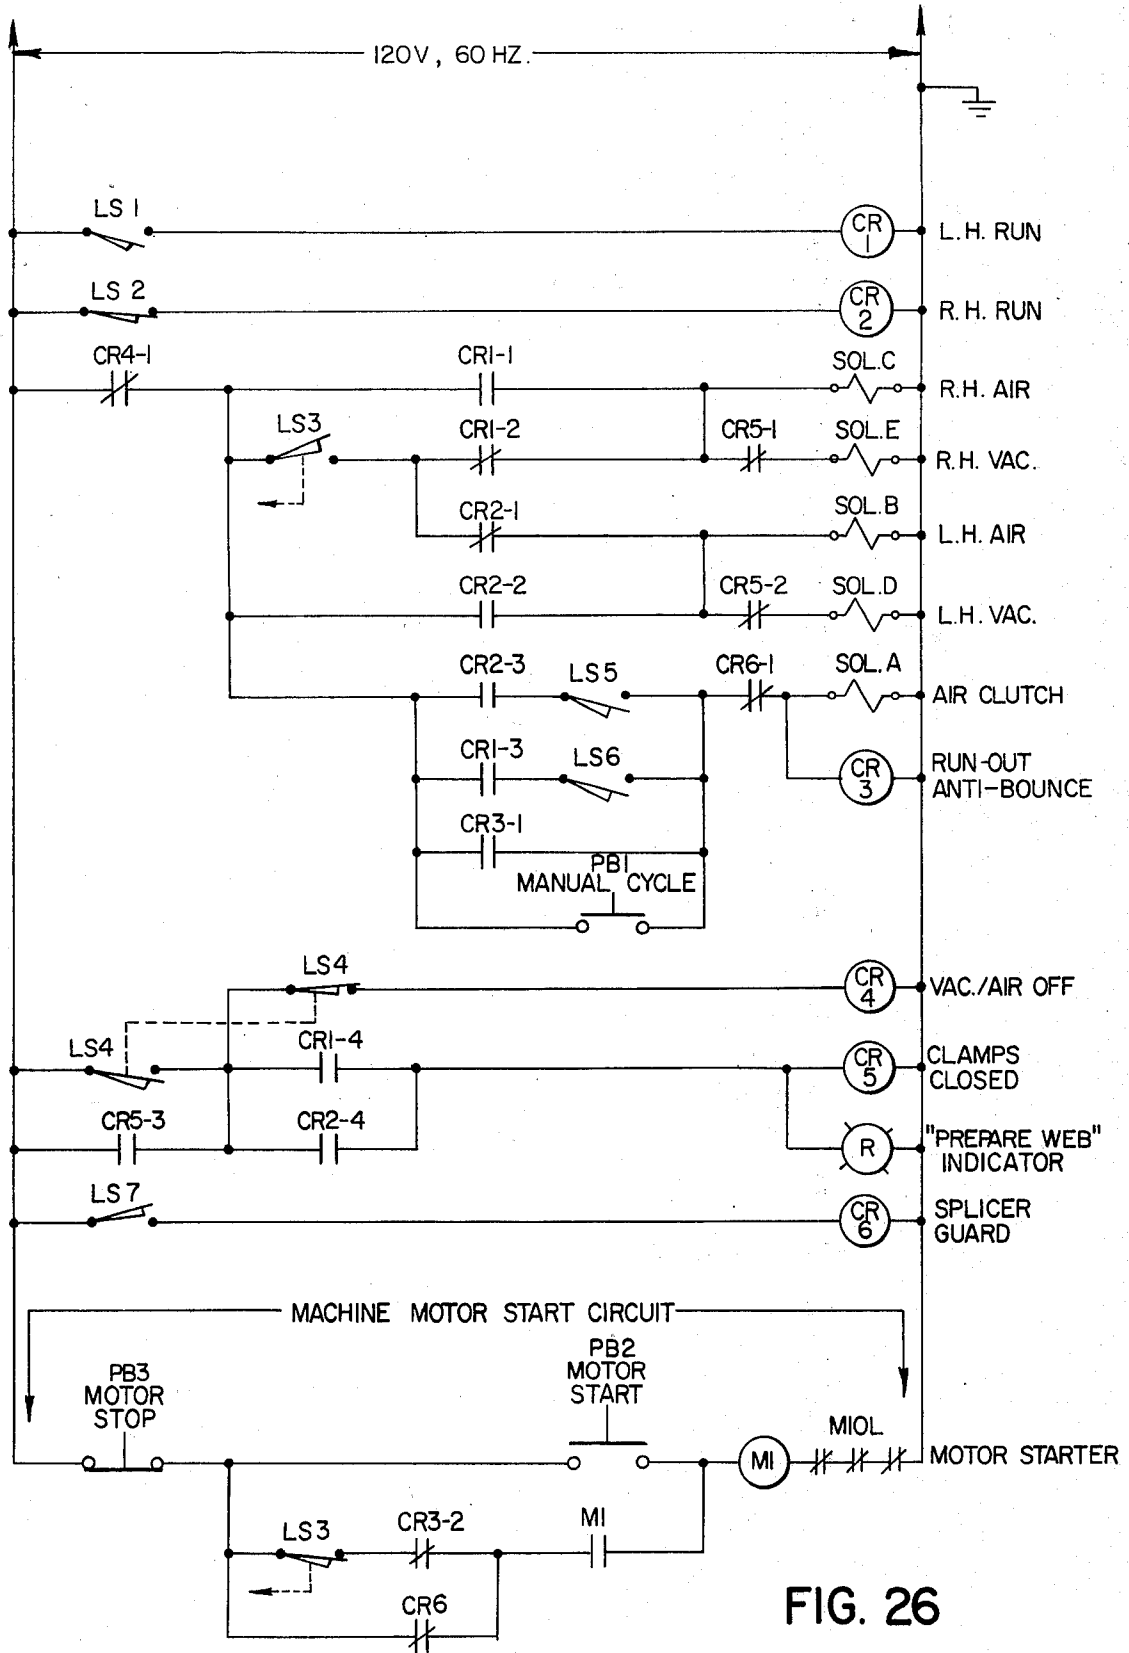 120V, 60 HZ.
LS 1
CR 1
L.H. RUN
LS 2
CR 2
R.H. RUN
CR4-1
CR1-1
SOL.C
R.H. AIR
LS3
CR1-2
CR5-1
SOL.E
R.H. VAC.
CR2-1
SOL.B
L.H. AIR
CR2-2
CR5-2
SOL.D
L.H. VAC.
CR2-3
LS5
CR6-1
SOL.A
AIR CLUTCH
CR1-3
LS6
CR 3
RUN-OUT
ANTI-BOUNCE
CR3-1
PB1
MANUAL CYCLE
LS4
CR 4
VAC./AIR OFF
LS4
CR1-4
CR 5
CLAMPS
CLOSED
CR5-3
CR2-4
R
"PREPARE WEB"
INDICATOR
LS7
CR 6
SPLICER
GUARD
MACHINE MOTOR START CIRCUIT
PB3
MOTOR
STOP
PB2
MOTOR
START
M1
M1OL
MOTOR STARTER
LS3
CR3-2
M1
CR6
FIG. 26